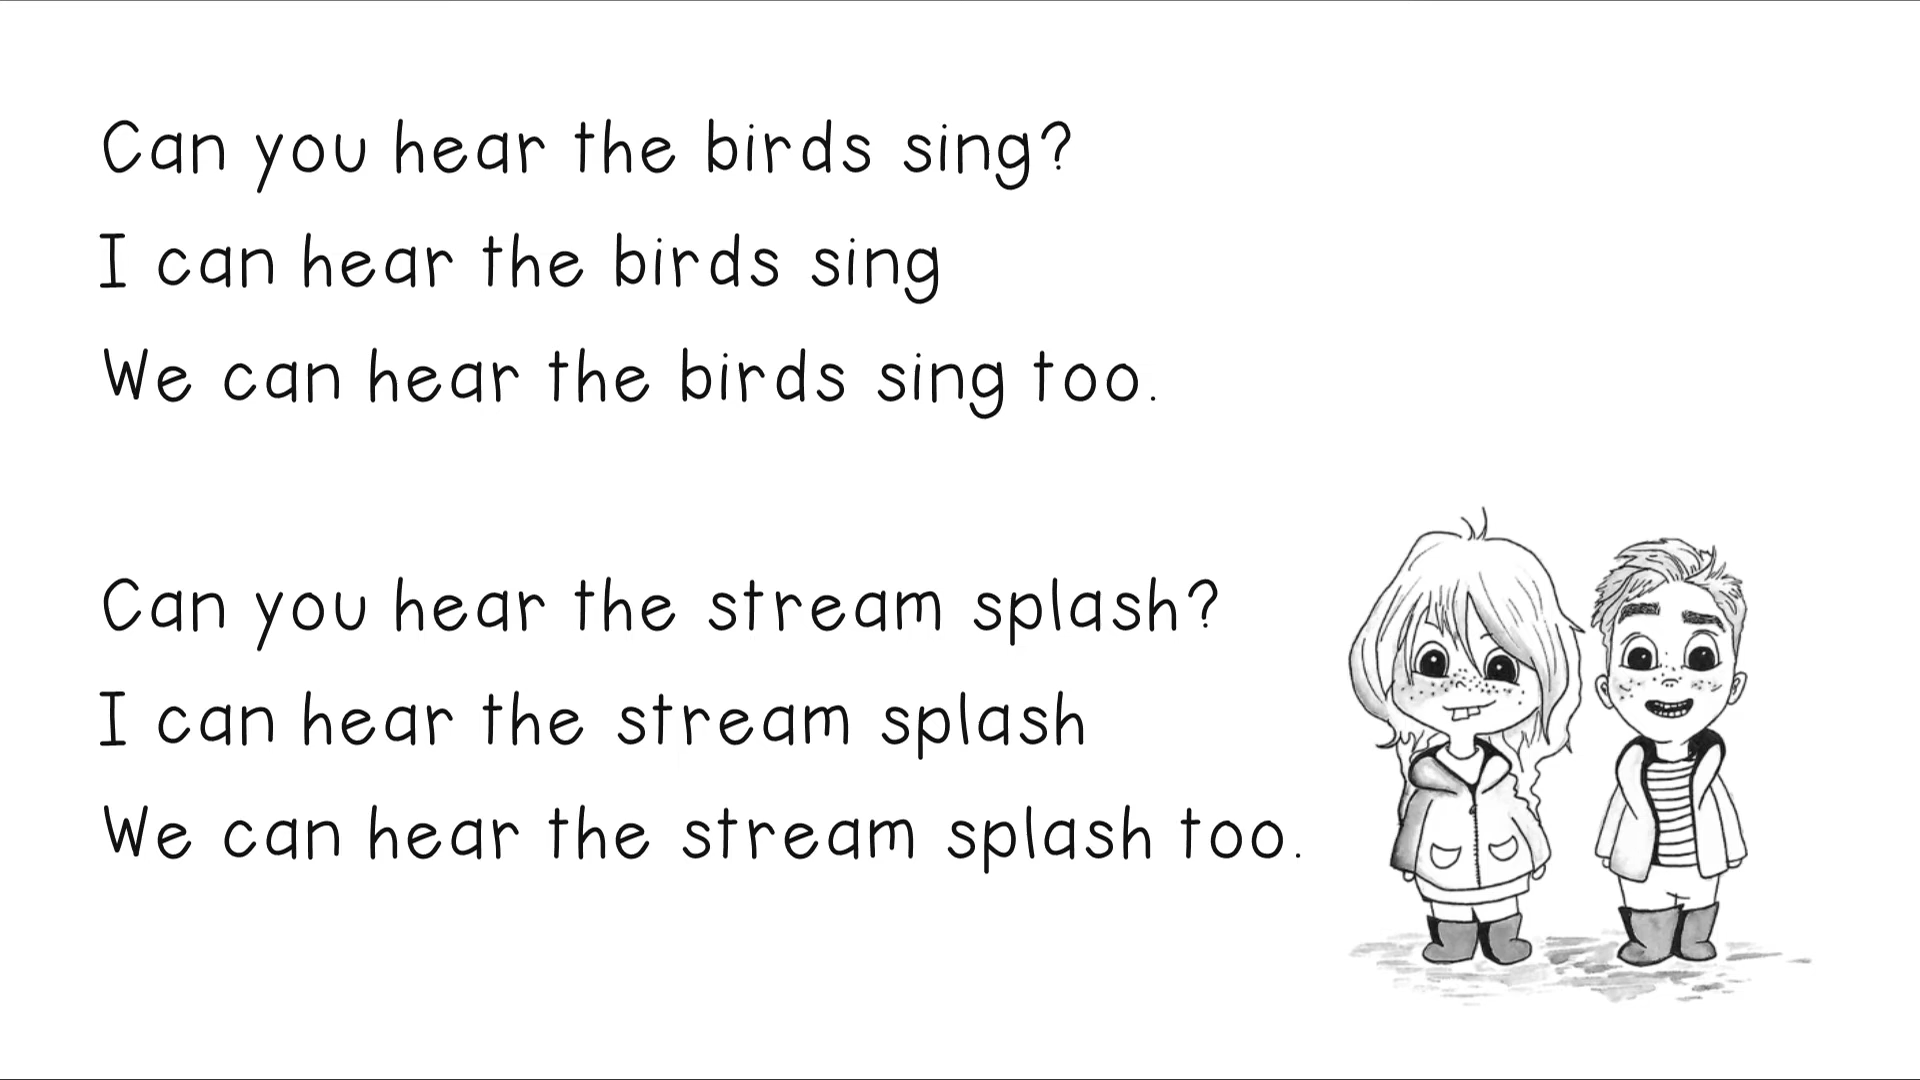 Can you hear the birds sing?
I can hear the birds sing
We can hear the birds sing too.
Can you hear the stream splash?
I can hear the stream splash
We can hear the stream splash too.